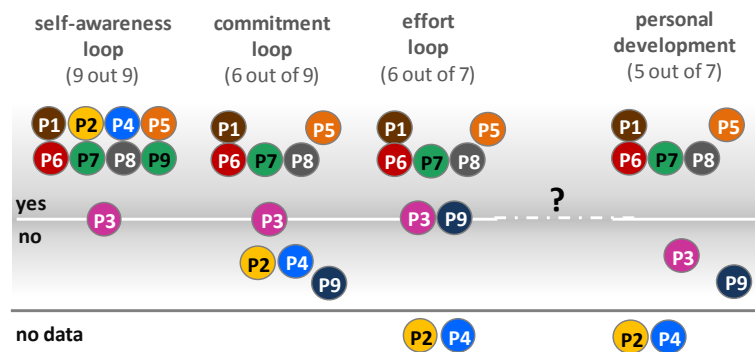 self-awareness loop (9 out 9)
commitment loop (6 out of 9)
effort loop (6 out of 7)
personal development (5 out of 7)
P1 P2 P4 P5
P6 P7 P8 P9
P1 P5
P6 P7 P8
P1 P5
P6 P7 P8
P1 P5
P6 P7 P8
yes
P3 P3 P3 P9 ?
no
P2 P4 P9
P3 P9
no data
P2 P4 P2 P4